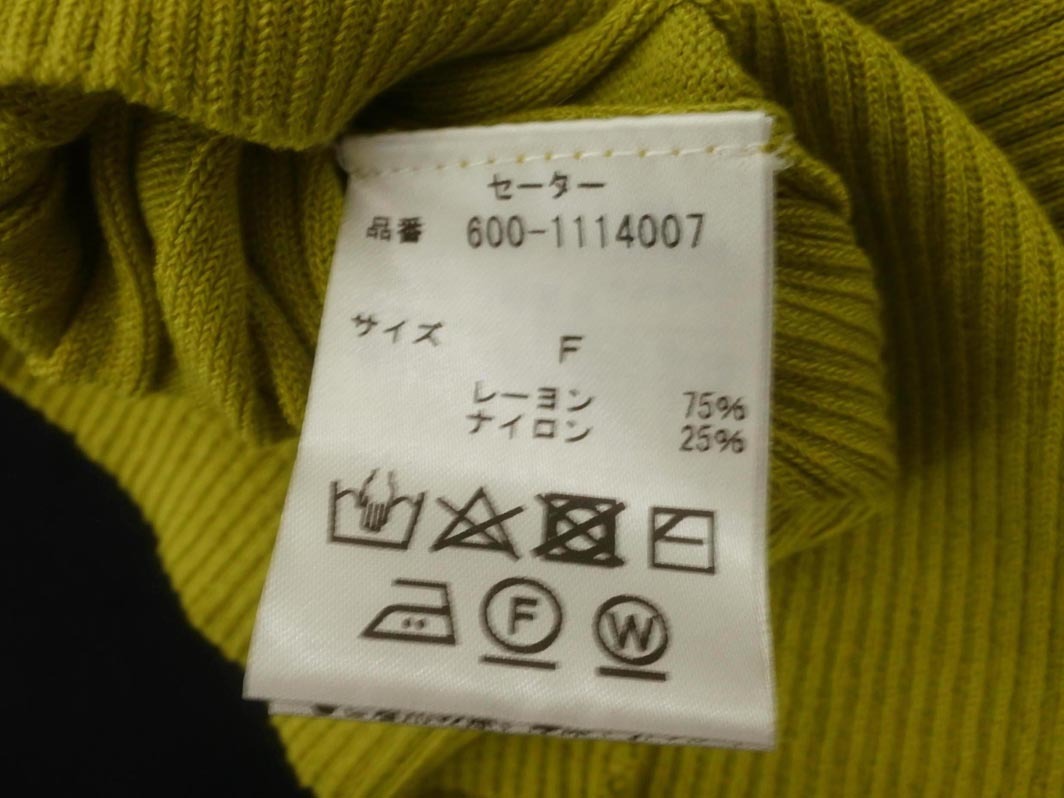 セーター
品番 600-1114007
サイズ F
レーヨン 75%
ナイロン 25%
F W